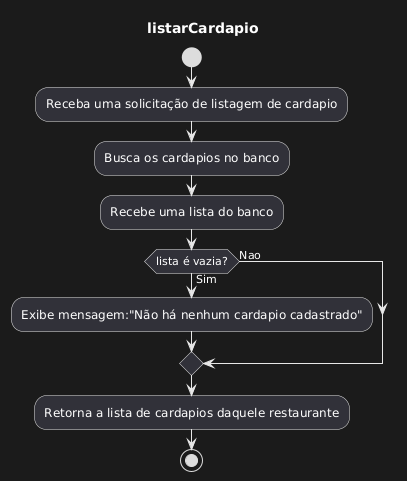 listarCardapio
Receba uma solicitação de listagem de cardapio
Busca os cardapios no banco
Recebe uma lista do banco
lista é vazia?
Nao
Sim
Exibe mensagem:"Não há nenhum cardapio cadastrado"
Retorna a lista de cardapios daquele restaurante